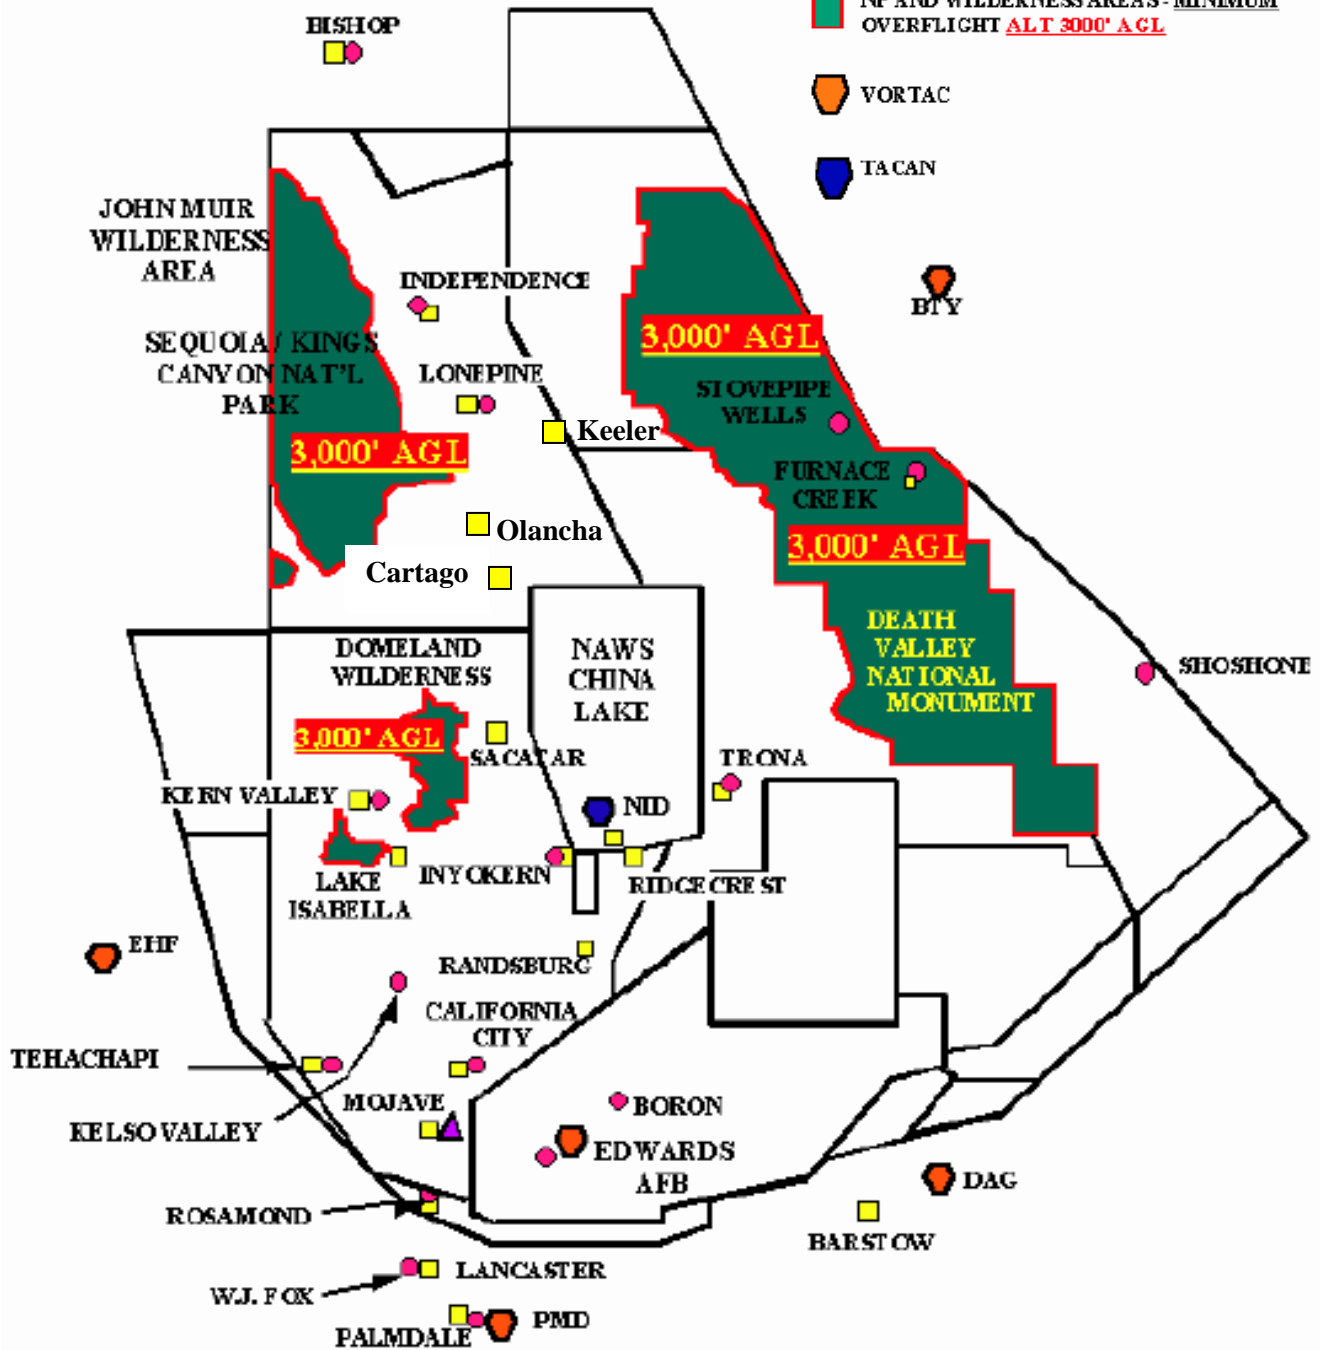 NP AND WILDERNESS AREAS - MINIMUM
OVERFLIGHT ALT 3000' AGL
BISHOP
VORTAC
TACAN
JOHN MUIR
WILDERNESS
AREA
INDEPENDENCE
BTY
SEQUOIA / KINGS
CANYON NAT'L
PARK
3,000' AGL
LONEPINE
STOVEPIPE
WELLS
Keeler
3,000' AGL
FURNACE
CREEK
Olancha
3,000' AGL
Cartago
DEATH
VALLEY
NATIONAL
MONUMENT
DOMELAND
WILDERNESS
NAWS
CHINA
LAKE
SHOSHONE
3,000' AGL
SACATAR
TRONA
KERN VALLEY
NID
INYOKERN
RIDGECREST
LAKE
ISABELLA
EHF
RANDSBURG
CALIFORNIA
CITY
TEHACHAPI
MOJAVE
BORON
KELSO VALLEY
EDWARDS
AFB
DAG
ROSAMOND
BARSTOW
LANCASTER
W.J. FOX
PMD
PALMDALE